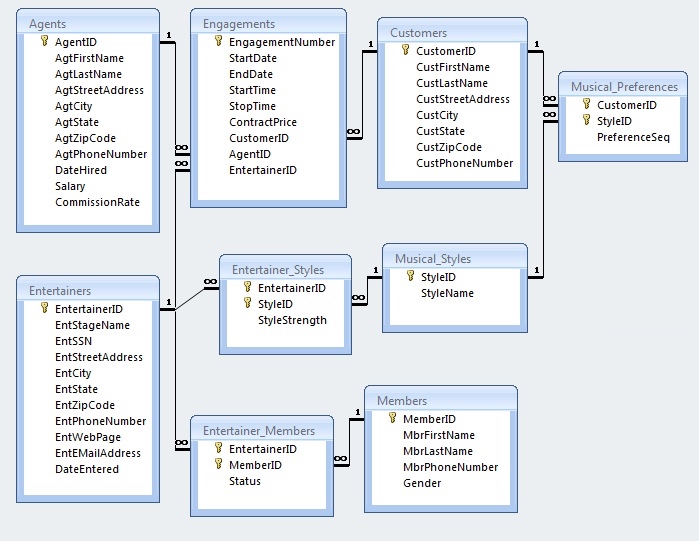 Agents
AgentID
AgtFirstName
AgtLastName
AgtStreetAddress
AgtCity
AgtState
AgtZipCode
AgtPhoneNumber
DateHired
Salary
CommissionRate
1
∞
Engagements
EngagementNumber
StartDate
EndDate
StartTime
StopTime
ContractPrice
CustomerID
AgentID
EntertainerID
1
∞
Customers
CustomerID
CustFirstName
CustLastName
CustStreetAddress
CustCity
CustState
CustZipCode
CustPhoneNumber
1
∞
∞
Musical_Preferences
CustomerID
StyleID
PreferenceSeq
Entertainers
EntertainerID
EntStageName
EntSSN
EntStreetAddress
EntCity
EntState
EntZipCode
EntPhoneNumber
EntWebPage
EntEMailAddress
DateEntered
1
∞
∞
∞
Entertainer_Styles
EntertainerID
StyleID
StyleStrength
1
∞
Musical_Styles
StyleID
StyleName
1
Entertainer_Members
EntertainerID
MemberID
Status
1
∞
Members
MemberID
MbrFirstName
MbrLastName
MbrPhoneNumber
Gender